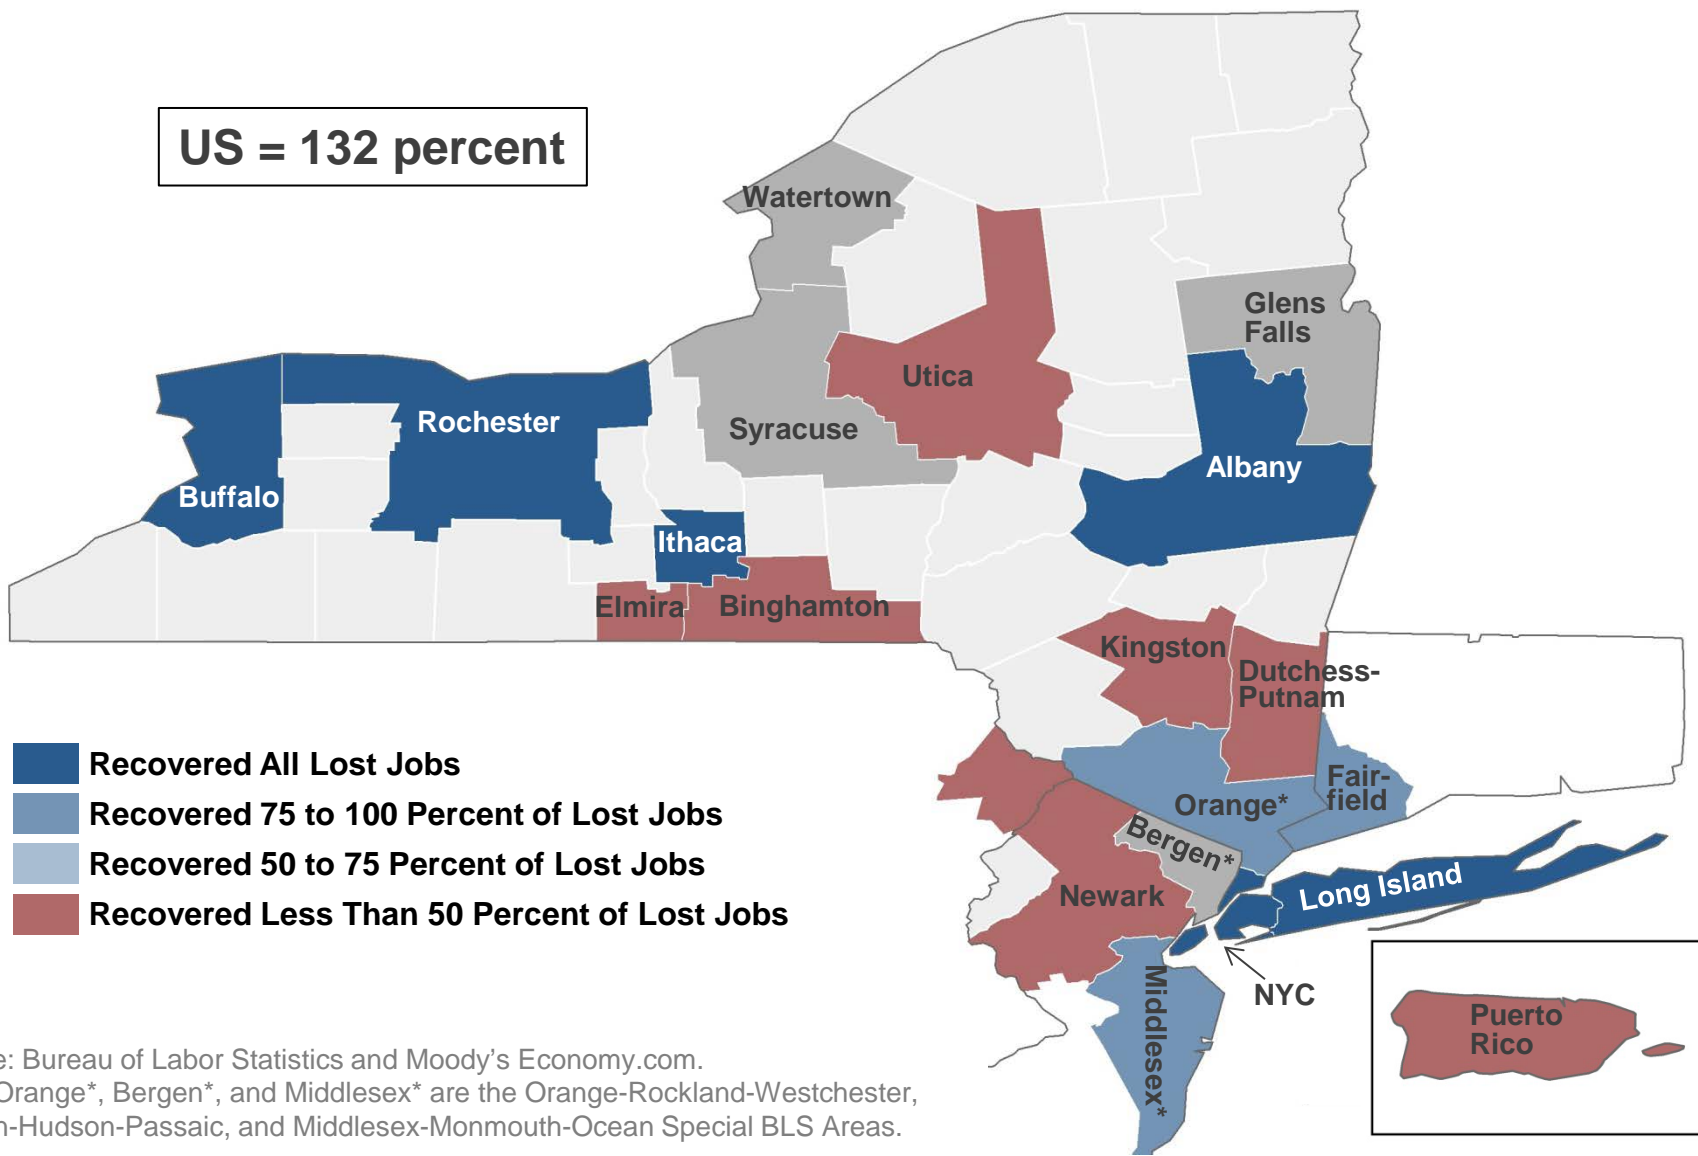 US = 132 percent
Watertown
Glens
Falls
Utica
Rochester
Syracuse
Albany
Buffalo
Ithaca
Elmira
Binghamton
Kingston
Dutchess-
Putnam
Recovered All Lost Jobs
Recovered 75 to 100 Percent of Lost Jobs
Recovered 50 to 75 Percent of Lost Jobs
Recovered Less Than 50 Percent of Lost Jobs
Fair-
field
Orange*
Bergen*
Newark
Long Island
NYC
Middlesex*
Puerto
Rico
e: Bureau of Labor Statistics and Moody's Economy.com.
Orange*, Bergen*, and Middlesex* are the Orange-Rockland-Westchester,
n-Hudson-Passaic, and Middlesex-Monmouth-Ocean Special BLS Areas.